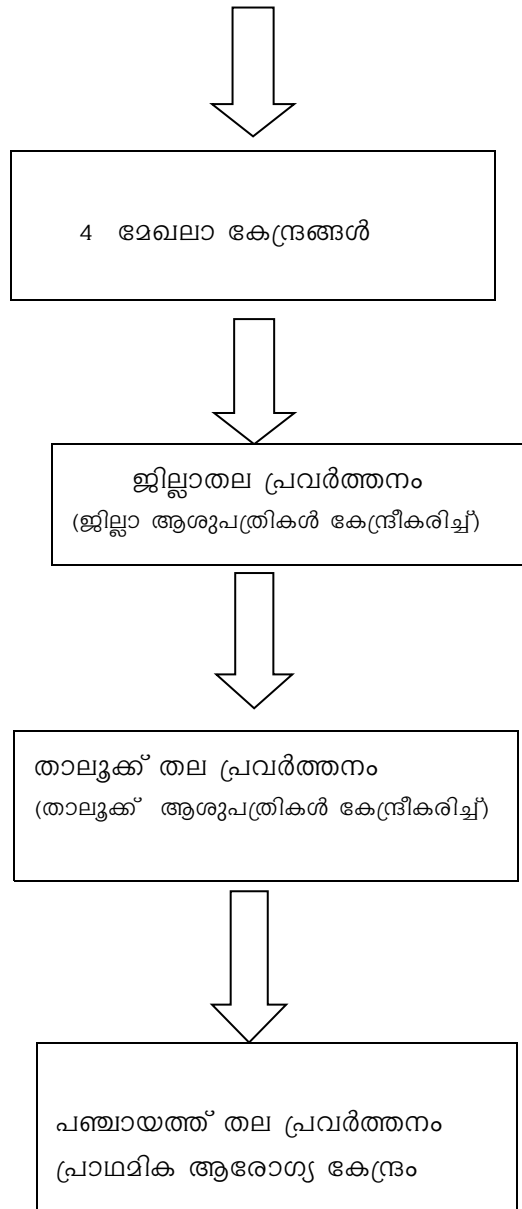 4 മേഖലാ കേന്ദ്രങ്ങൾ
ജില്ലാതല പ്രവർത്തനം
(ജില്ലാ ആശുപത്രികൾ കേന്ദ്രീകരിച്ച്)
താലൂക്ക് തല പ്രവർത്തനം
(താലൂക്ക് ആശുപത്രികൾ കേന്ദ്രീകരിച്ച്)
പഞ്ചായത്ത് തല പ്രവർത്തനം
പ്രാഥമിക ആരോഗ്യ കേന്ദ്രം